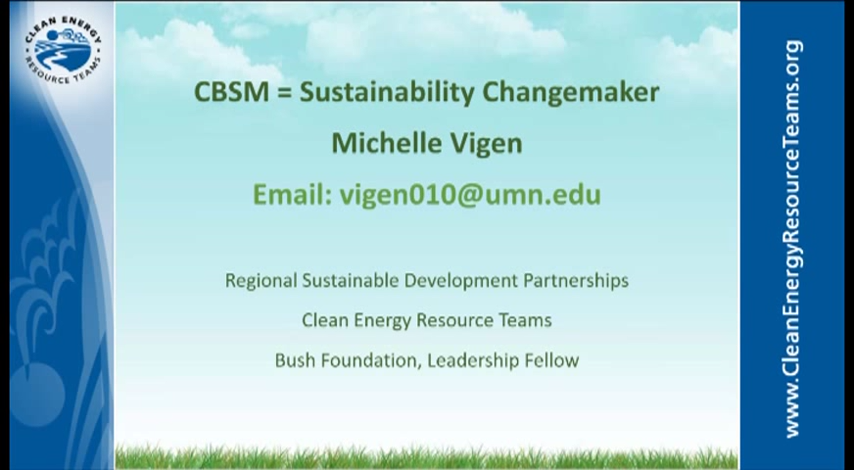 CLEAN ENERGY
RESOURCE TEAMS
CBSM = Sustainability Changemaker
Michelle Vigen
Email: vigen010@umn.edu
Regional Sustainable Development Partnerships
Clean Energy Resource Teams
Bush Foundation, Leadership Fellow
www.CleanEnergyResourceTeams.org